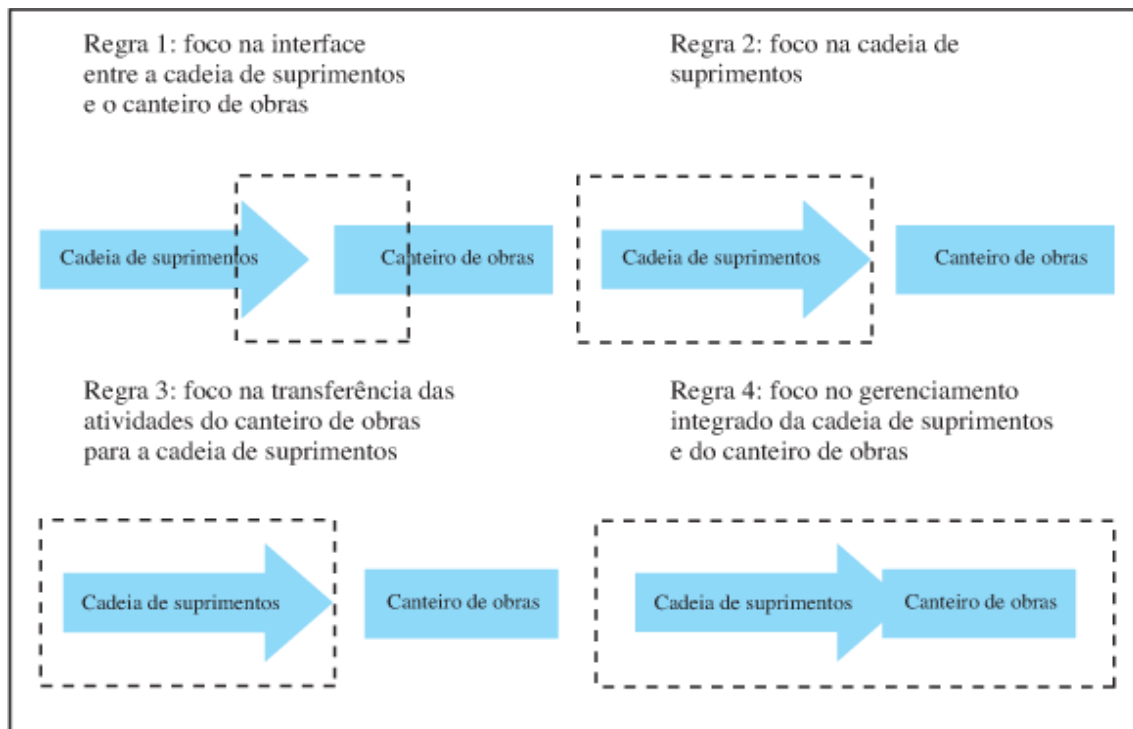 Regra 1: foco na interface
entre a cadeia de suprimentos
e o canteiro de obras
Regra 2: foco na cadeia de
suprimentos
Cadeia de suprimentos
Canteiro de obras
Cadeia de suprimentos
Canteiro de obras
Regra 3: foco na transferência das
atividades do canteiro de obras
para a cadeia de suprimentos
Regra 4: foco no gerenciamento
integrado da cadeia de suprimentos
e do canteiro de obras
Cadeia de suprimentos
Canteiro de obras
Cadeia de suprimentos
Canteiro de obras